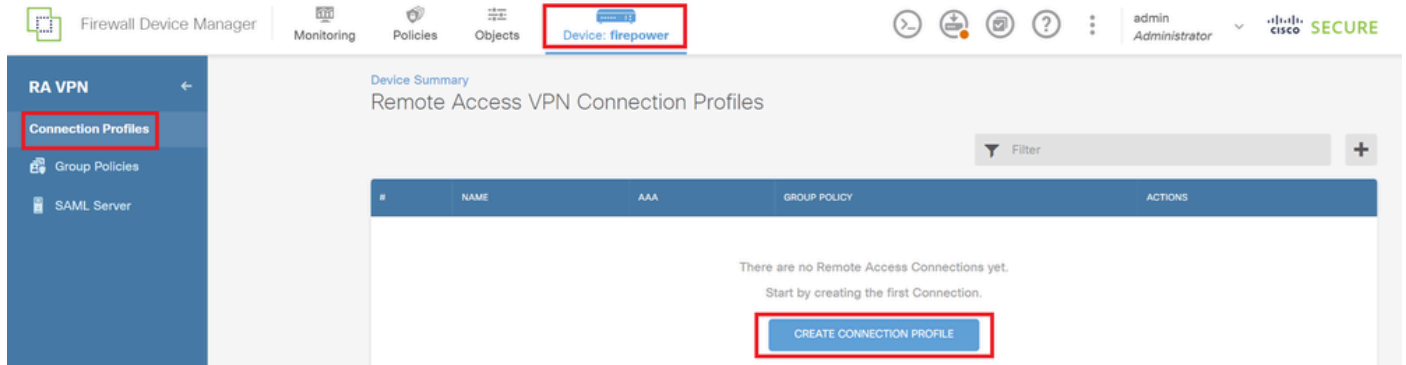 Firewall Device Manager
Monitoring
Policies
Objects
Device: firepower
admin
Administrator
cisco SECURE
RA VPN
Connection Profiles
Group Policies
SAML Server
Device Summary
Remote Access VPN Connection Profiles
Filter
# NAME AAA GROUP POLICY ACTIONS
There are no Remote Access Connections yet.
Start by creating the first Connection.
CREATE CONNECTION PROFILE